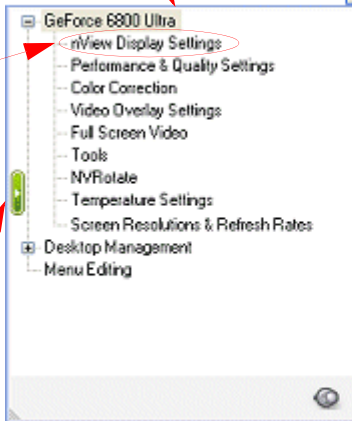 GeForce 6800 Ultra
nView Display Settings
Performance & Quality Settings
Color Correction
Video Overlay Settings
Full Screen Video
Tools
NVRotate
Temperature Settings
Screen Resolutions & Refresh Rates
Desktop Management
Menu Editing